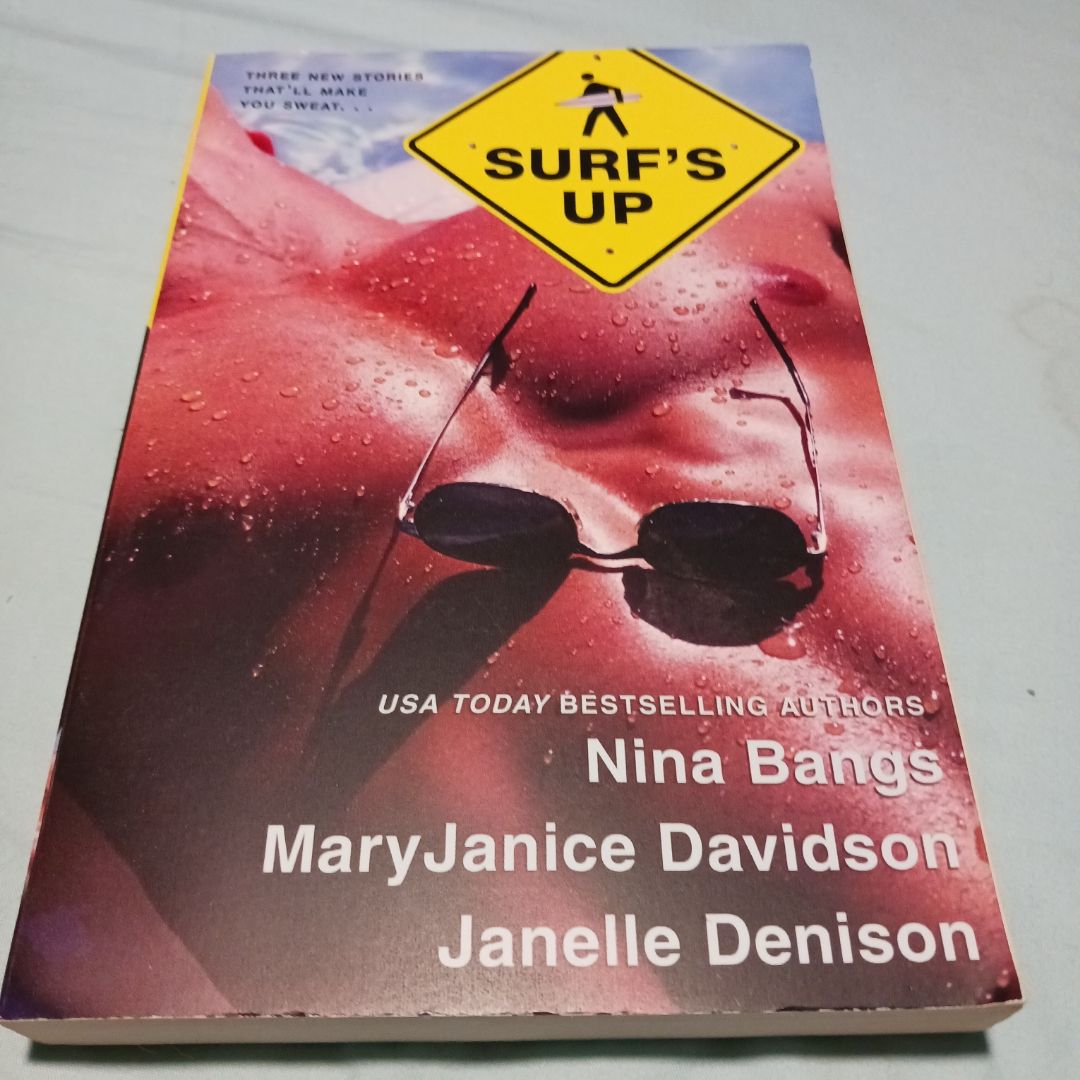 THREE NEW STORIES
THAT'LL MAKE
YOU SWEAT. . .
SURF'S
UP
USA TODAY BESTSELLING AUTHORS
Nina Bangs
MaryJanice Davidson
Janelle Denison